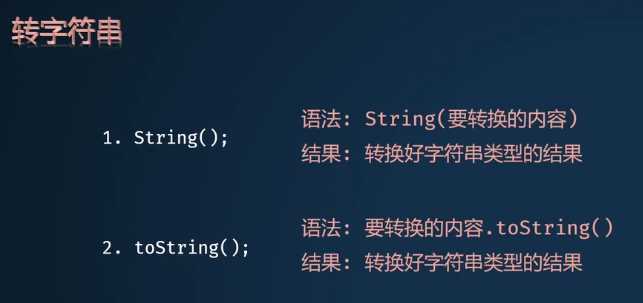 转字符串
1. String();
语法: String(要转换的内容)
结果: 转换好字符串类型的结果
2. toString();
语法: 要转换的内容.toString()
结果: 转换好字符串类型的结果